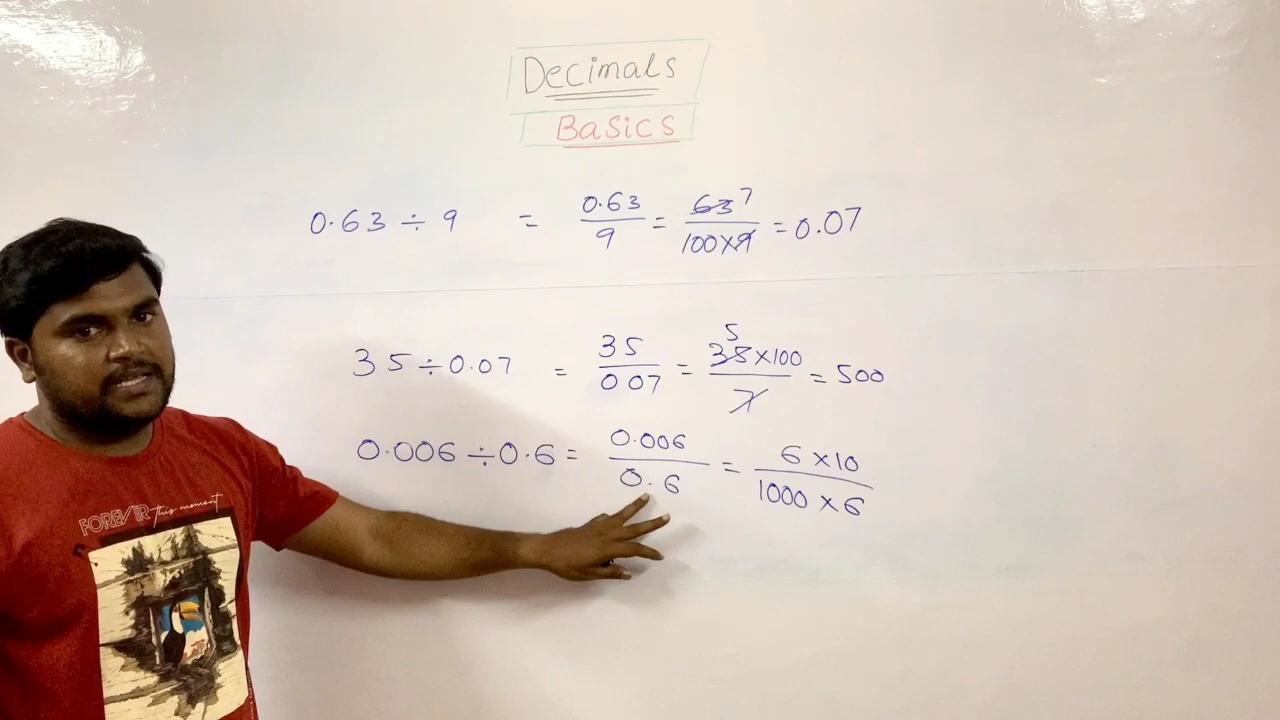 Decimals
Basics
0.63 ÷ 9 = 0.63/9 = 63 7/100×9 = 0.07
35 ÷ 0.07 = 35/0 07 = 5 35×100/7 = 500
0.006 ÷ 0.6 = 0.006/0.6 = 6×10/1000×6
FOREVER this moment